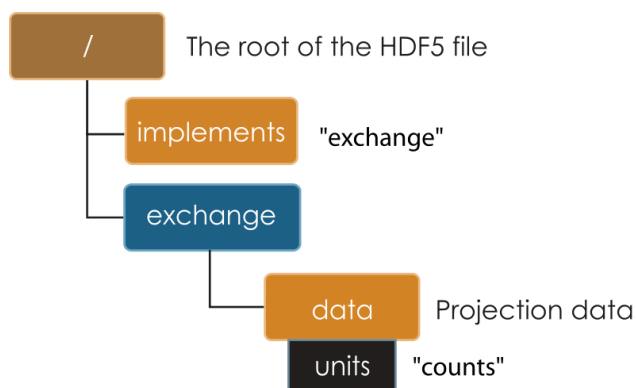 / The root of the HDF5 file
implements "exchange"
exchange
data Projection data
units "counts"